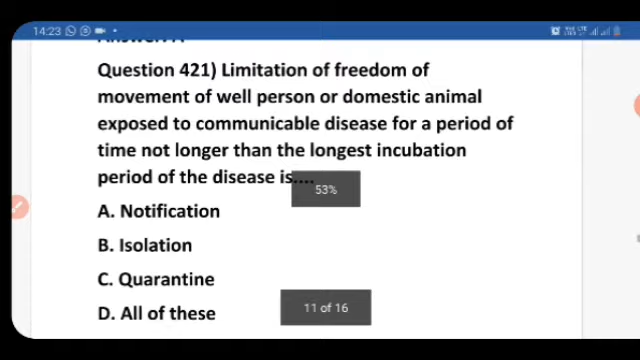 14:23
Question 421) Limitation of freedom of
movement of well person or domestic animal
exposed to communicable disease for a period of
time not longer than the longest incubation
period of the disease is....
53%
A. Notification
B. Isolation
C. Quarantine
11 of 16
D. All of these